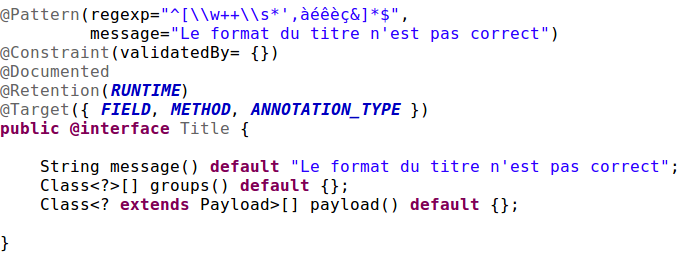 @Pattern(regexp="^[\\w++\\s*',àéêèç&]*$",
message="Le format du titre n'est pas correct")
@Constraint(validatedBy= {})
@Documented
@Retention(RUNTIME)
@Target({ FIELD, METHOD, ANNOTATION_TYPE })
public @interface Title {
String message() default "Le format du titre n'est pas correct";
Class<?>[] groups() default {};
Class<? extends Payload>[] payload() default {};
}